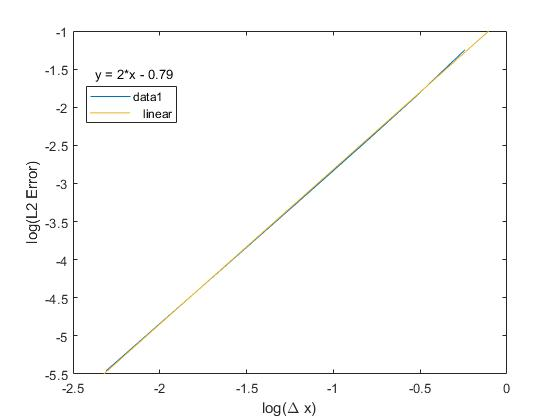 -1
-1.5
-2
-2.5
-3
-3.5
-4
-4.5
-5
-5.5
y = 2*x - 0.79
data1
linear
log(L2 Error)
-2.5 -2 -1.5 -1 -0.5 0
log(Δ x)